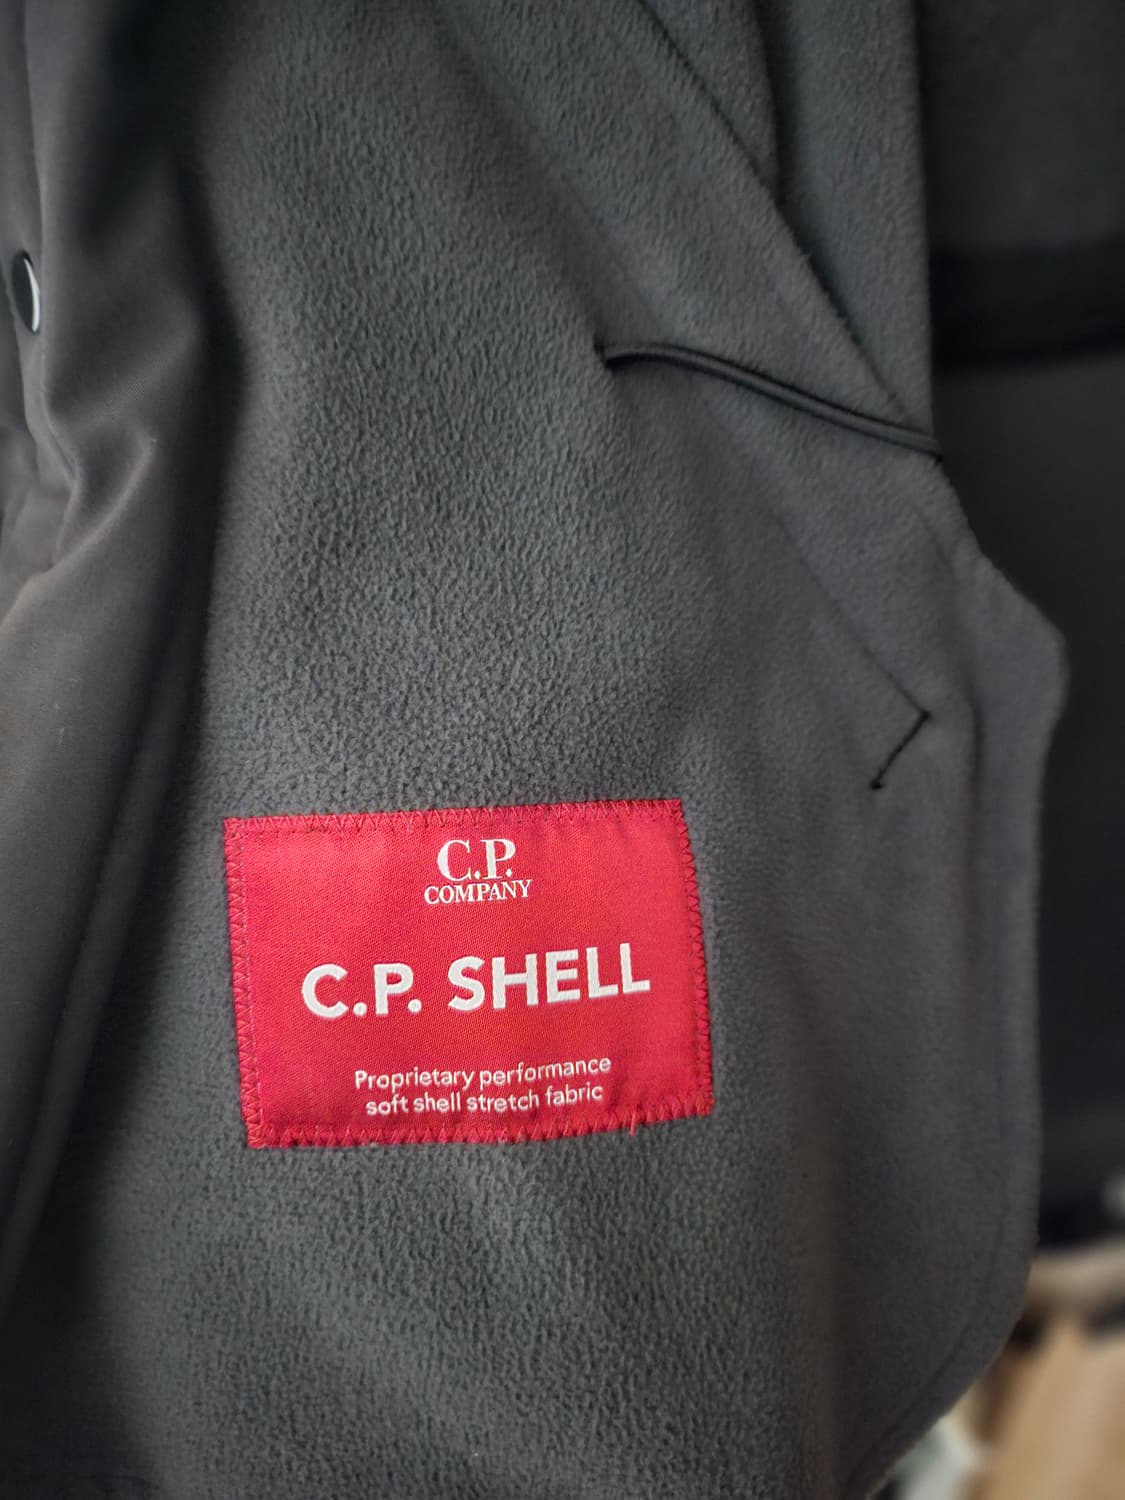 C.P.
COMPANY
C.P. SHELL
Proprietary performance
soft shell stretch fabric